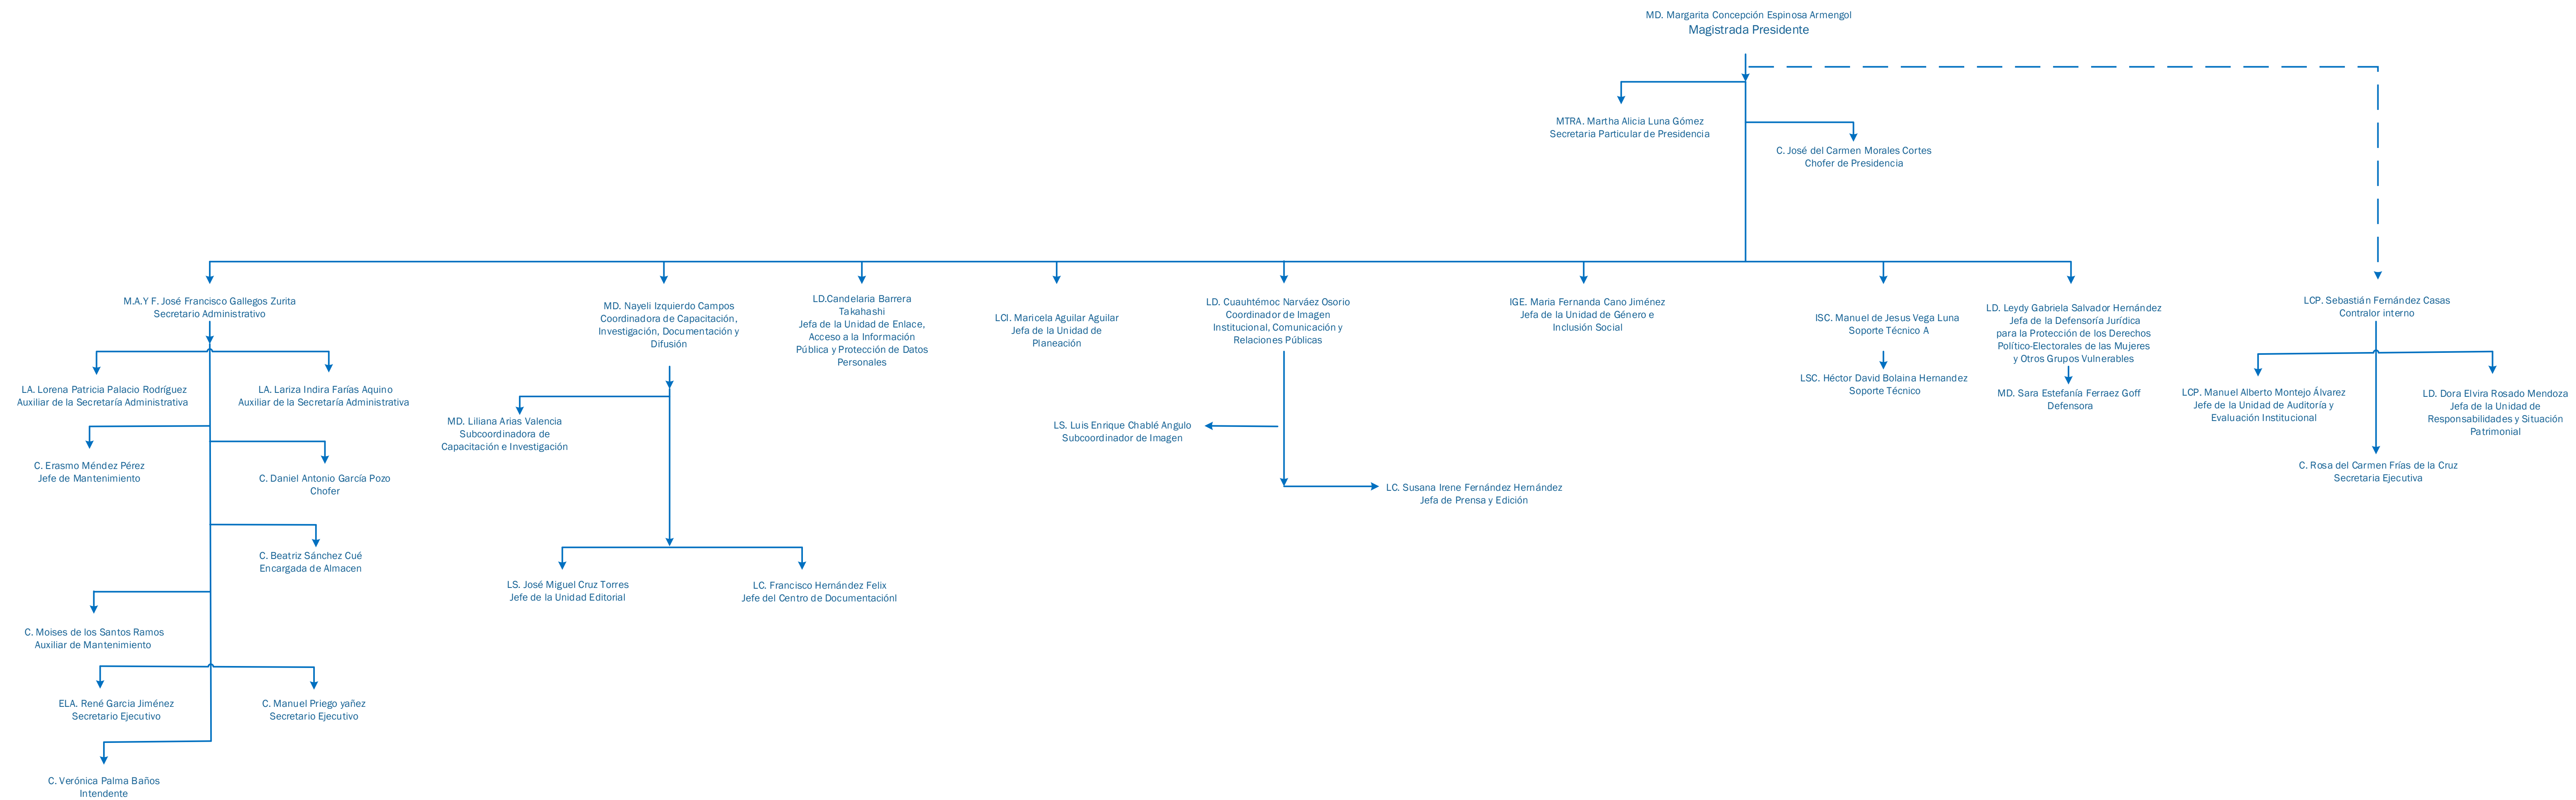 MD. Margarita Concepción Espinosa Armengol
Magistrada Presidente
MTRA. Martha Alicia Luna Gómez
Secretaria Particular de Presidencia
C. José del Carmen Morales Cortes
Chofer de Presidencia
M.A.Y F. José Francisco Gallegos Zurita
Secretario Administrativo
LA. Lorena Patricia Palacio Rodríguez
Auxiliar de la Secretaría Administrativa
LA. Lariza Indira Farías Aquino
Auxiliar de la Secretaría Administrativa
C. Erasmo Méndez Pérez
Jefe de Mantenimiento
C. Daniel Antonio García Pozo
Chofer
C. Beatriz Sánchez Cué
Encargada de Almacen
C. Moises de los Santos Ramos
Auxiliar de Mantenimiento
ELA. René Garcia Jiménez
Secretario Ejecutivo
C. Manuel Priego yañez
Secretario Ejecutivo
C. Verónica Palma Baños
Intendente
MD. Nayeli Izquierdo Campos
Coordinadora de Capacitación,
Investigación, Documentación y
Difusión
MD. Liliana Arias Valencia
Subcoordinadora de
Capacitación e Investigación
LS. José Miguel Cruz Torres
Jefe de la Unidad Editorial
LC. Francisco Hernández Felix
Jefe del Centro de Documentaciónl
LD.Candelaria Barrera
Takahashi
Jefa de la Unidad de Enlace,
Acceso a la Información
Pública y Protección de Datos
Personales
LCI. Maricela Aguilar Aguilar
Jefa de la Unidad de
Planeación
LD. Cuauhtémoc Narváez Osorio
Coordinador de Imagen
Institucional, Comunicación y
Relaciones Públicas
LS. Luis Enrique Chablé Angulo
Subcoordinador de Imagen
LC. Susana Irene Fernández Hernández
Jefa de Prensa y Edición
IGE. Maria Fernanda Cano Jiménez
Jefa de la Unidad de Género e
Inclusión Social
ISC. Manuel de Jesus Vega Luna
Soporte Técnico A
LSC. Héctor David Bolaina Hernandez
Soporte Técnico
LD. Leydy Gabriela Salvador Hernández
Jefa de la Defensoría Jurídica
para la Protección de los Derechos
Político-Electorales de las Mujeres
y Otros Grupos Vulnerables
MD. Sara Estefanía Ferraez Goff
Defensora
LCP. Sebastián Fernández Casas
Contralor interno
LCP. Manuel Alberto Montejo Álvarez
Jefe de la Unidad de Auditoría y
Evaluación Institucional
LD. Dora Elvira Rosado Mendoza
Jefa de la Unidad de
Responsabilidades y Situación
Patrimonial
C. Rosa del Carmen Frías de la Cruz
Secretaria Ejecutiva